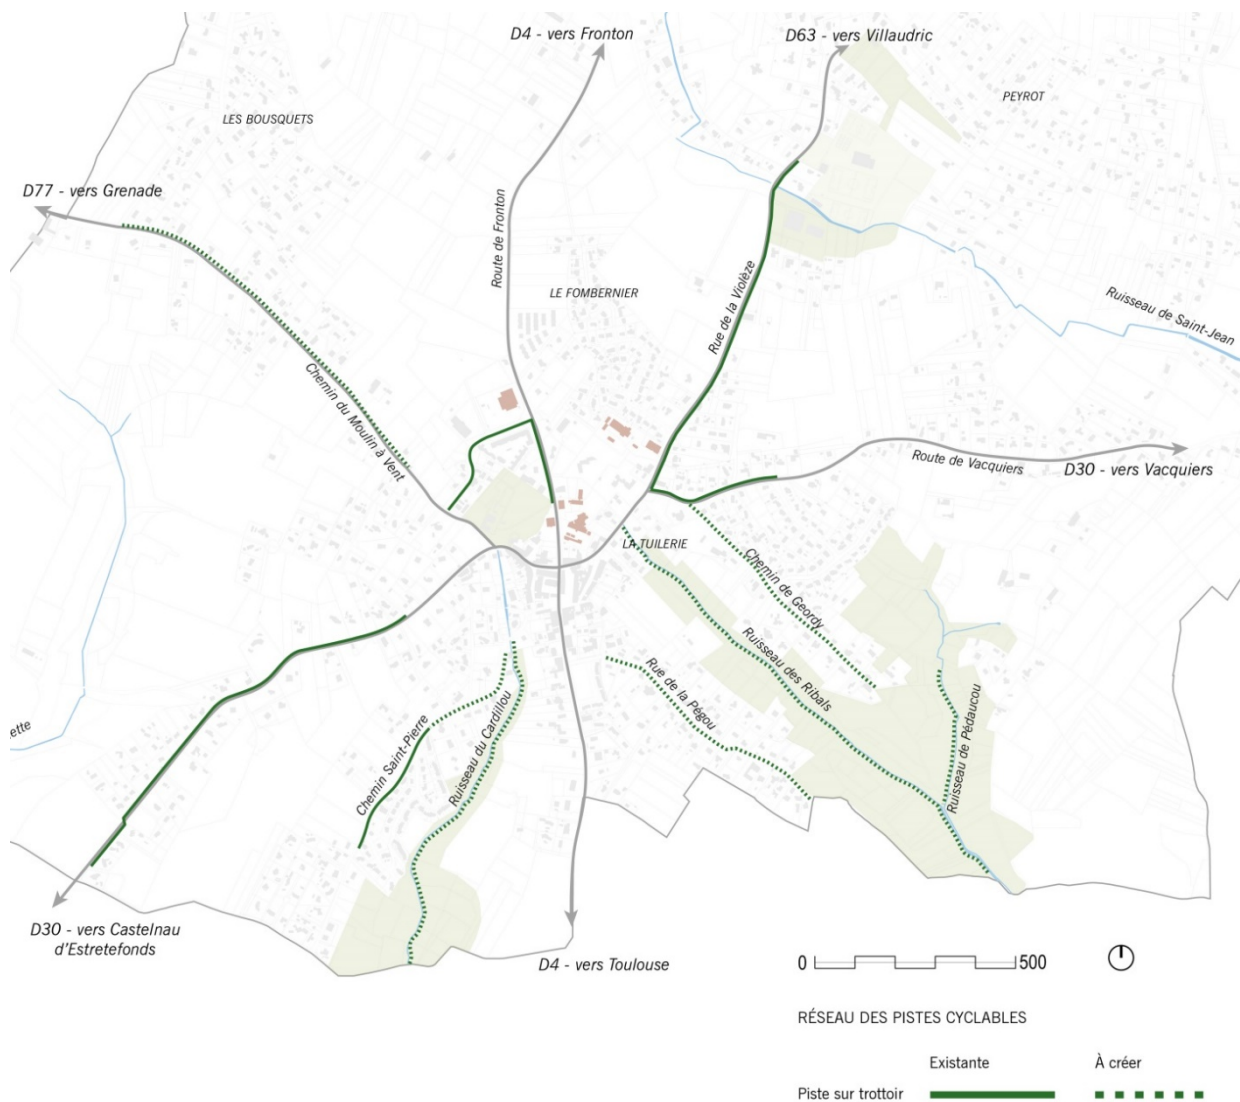 D4 - vers Fronton
D63 - vers Villaudric
PEYROT
LES BOUSQUETS
D77 - vers Grenade
Route de Fronton
LE FOMBERNIER
Rue de la Violèze
Ruisseau de Saint-Jean
Chemin du Moulin à Vent
Route de Vacquiers
D30 - vers Vacquiers
LA TUILERIE
Chemin de Geordy
Ruisseau des Ribals
Rue de la Pégou
Ruisseau de Pédaucou
Chemin Saint-Pierre
Ruisseau du Cardillou
ette
D30 - vers Castelnau
d'Estretefonds
D4 - vers Toulouse
0 500
RÉSEAU DES PISTES CYCLABLES
Existante À créer
Piste sur trottoir